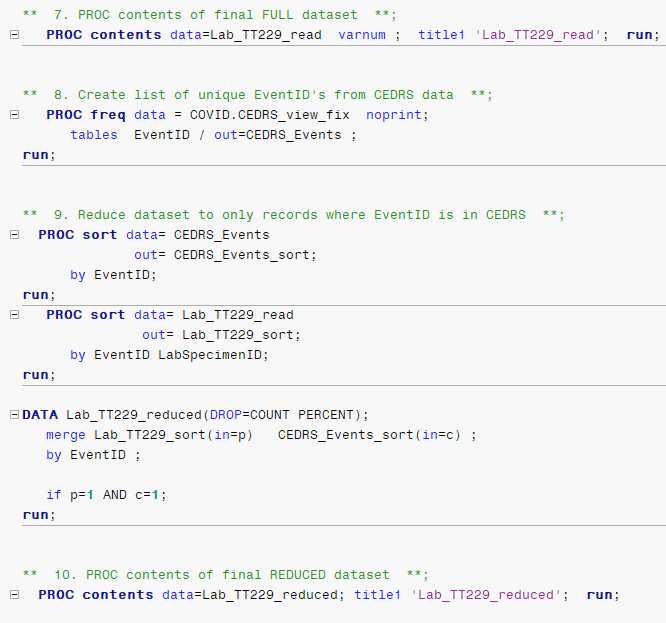 **  7. PROC contents of final FULL dataset  **;
PROC contents data=Lab_TT229_read  varnum ;  title1 'Lab_TT229_read';  run;
**  8. Create list of unique EventID's from CEDRS data  **;
PROC freq data = COVID.CEDRS_view_fix  noprint;
tables  EventID / out=CEDRS_Events ;
run;
**  9. Reduce dataset to only records where EventID is in CEDRS  **;
PROC sort data= CEDRS_Events
out= CEDRS_Events_sort;
by EventID;
run;
PROC sort data= Lab_TT229_read
out= Lab_TT229_sort;
by EventID LabSpecimenID;
run;
DATA Lab_TT229_reduced(DROP=COUNT PERCENT);
merge Lab_TT229_sort(in=p)   CEDRS_Events_sort(in=c) ;
by EventID ;
if p=1 AND c=1;
run;
**  10. PROC contents of final REDUCED dataset  **;
PROC contents data=Lab_TT229_reduced; title1 'Lab_TT229_reduced';  run;